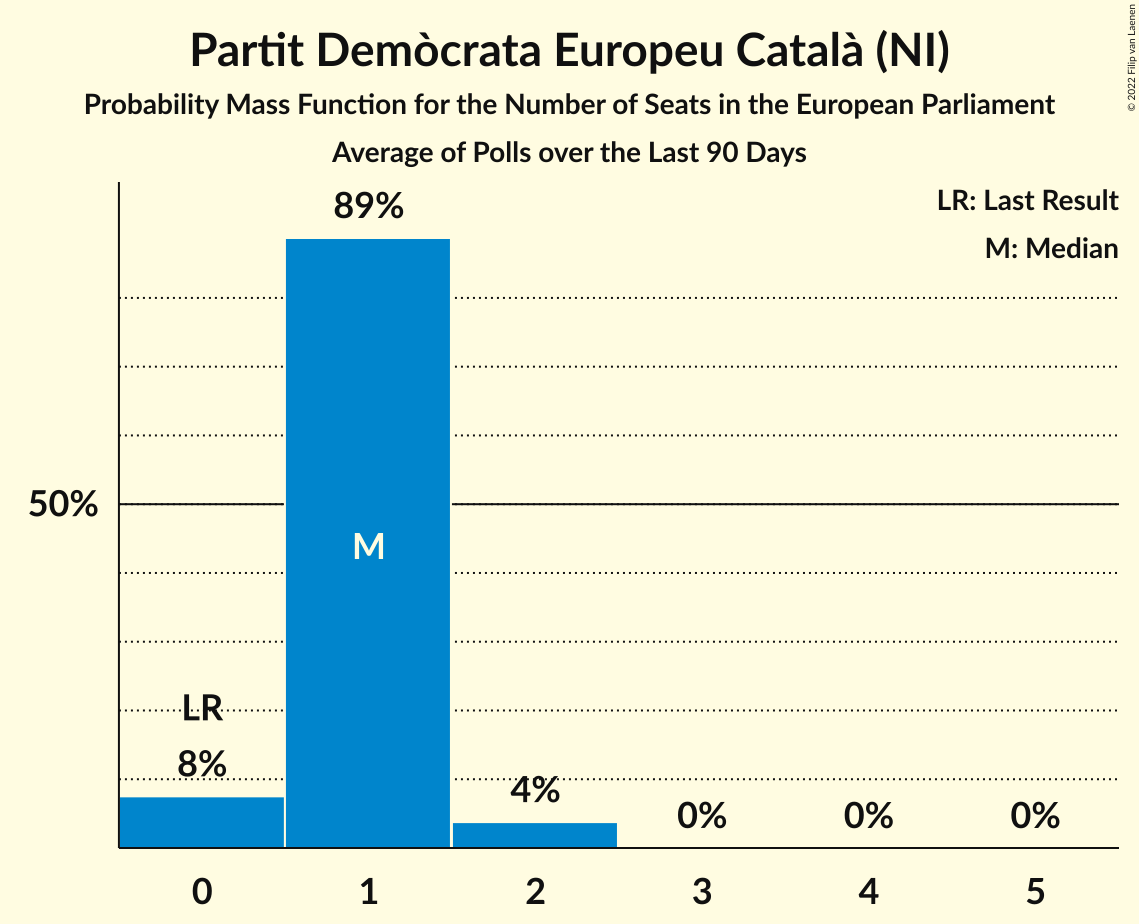 Partit Demòcrata Europeu Català (NI)
Probability Mass Function for the Number of Seats in the European Parliament
Average of Polls over the Last 90 Days
© 2022 Filip van Laenen
LR: Last Result
M: Median
89%
50%
M
LR
8%
4%
0%
0%
0%
0
1
2
3
4
5